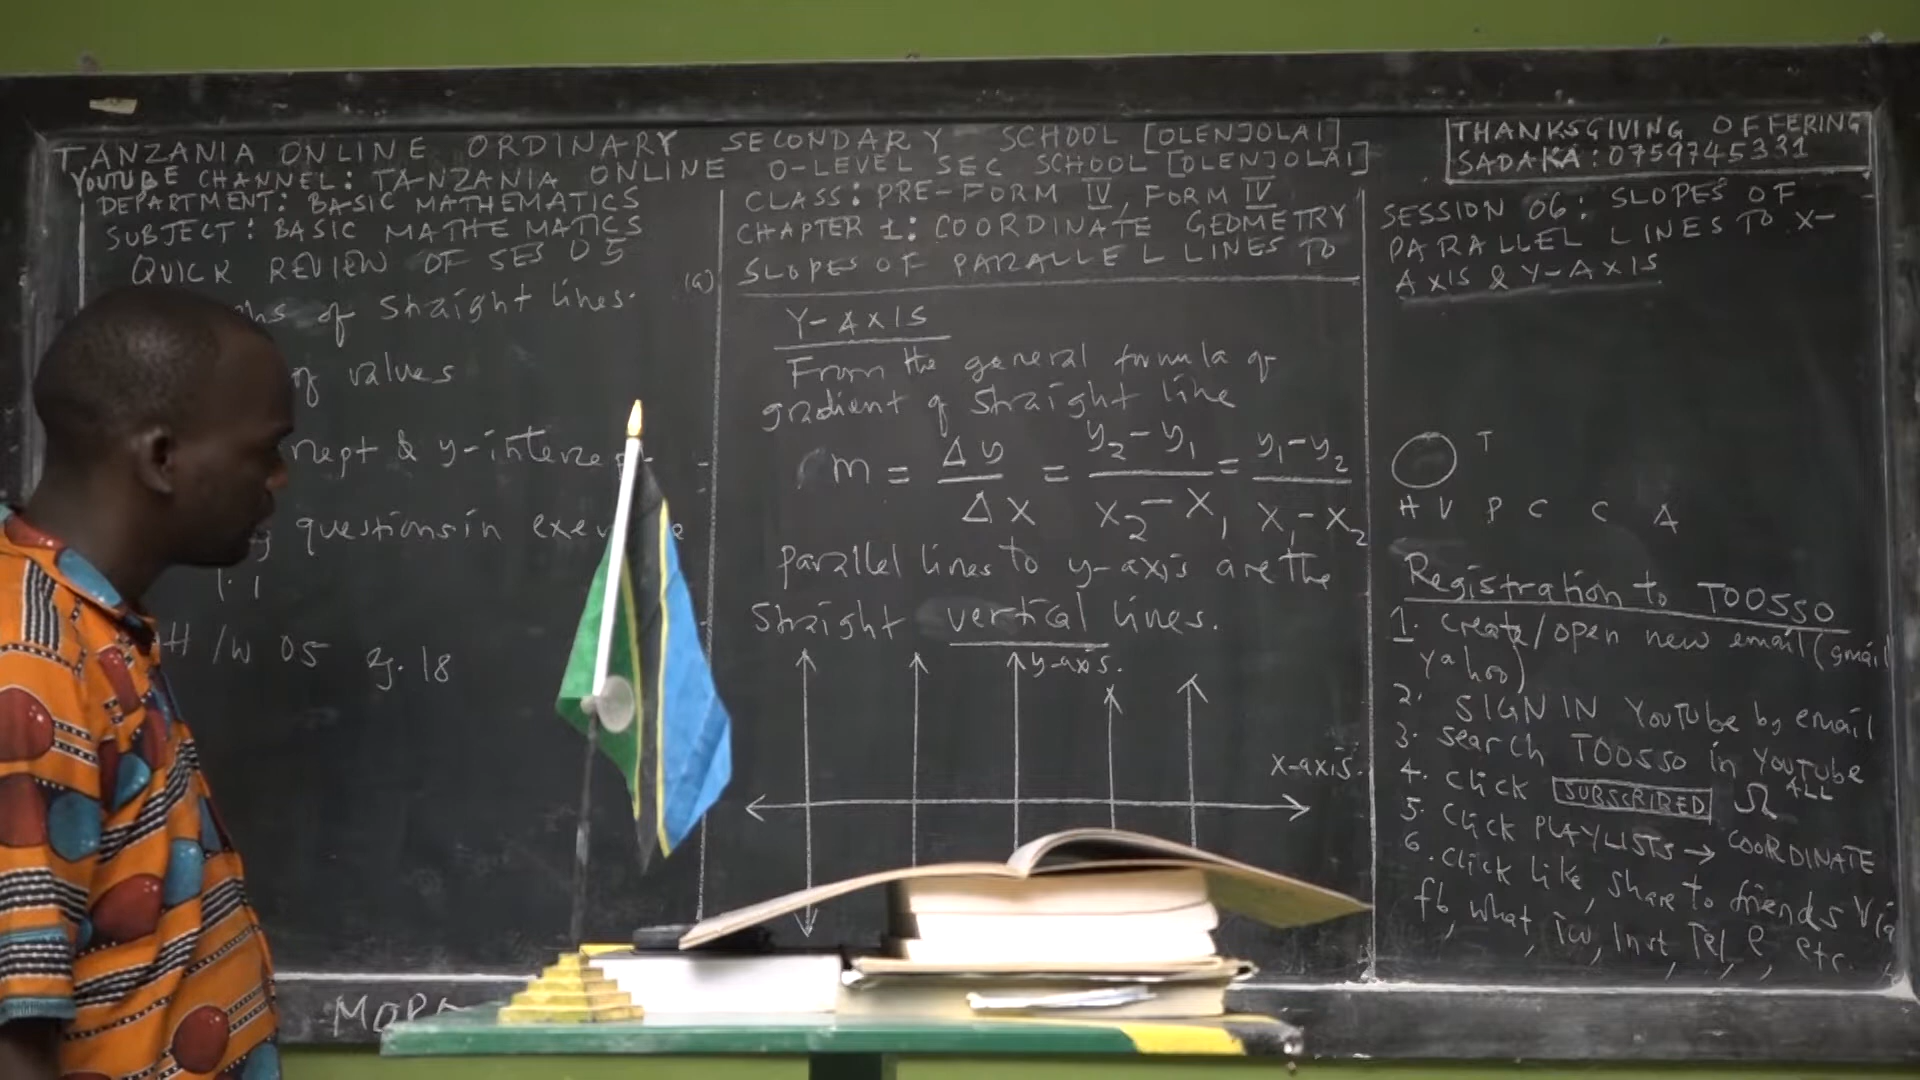 TANZANIA ONLINE ORDINARY SECONDARY SCHOOL [OLENJOLAI]
YOUTUBE CHANNEL: TANZANIA ONLINE O-LEVEL SEC SCHOOL [OLENJOLAI]
DEPARTMENT: BASIC MATHEMATICS
SUBJECT: BASIC MATHEMATICS
QUICK REVIEW OF SES 05
of straight lines.
of values
& y-interce
questions in exe
1.1
H/W 05 18
MOPA
CLASS: PRE-FORM IV, FORM IV
CHAPTER 1: COORDINATE GEOMETRY
(a) SLOPES OF PARALLEL LINES TO
Y-AXIS
From the general formula of
gradient of straight line
m = Δy/Δx = y₂-y₁/x₂-x₁ = y₁-y₂/x₁-x₂
parallel lines to y-axis are the
straight vertical lines.
y-axis.
x-axis.
THANKSGIVING OFFERING
SADAKA: 0759745331
SESSION 06: SLOPES OF
PARALLEL LINES TO X-
AXIS & Y-AXIS
T
H V P C C A
Registration to TOOSSO
1. create/open new email (gmail
yahoo)
2. SIGN IN YouTube by email
3. search TOOSSO in YOUTUBE
4. click SUBSCRIBED ALL
5. Click PLAYLISTS → COORDINATE
6. click like, share to friends via
fb, what, Tw, Inst, Tel, e, etc.